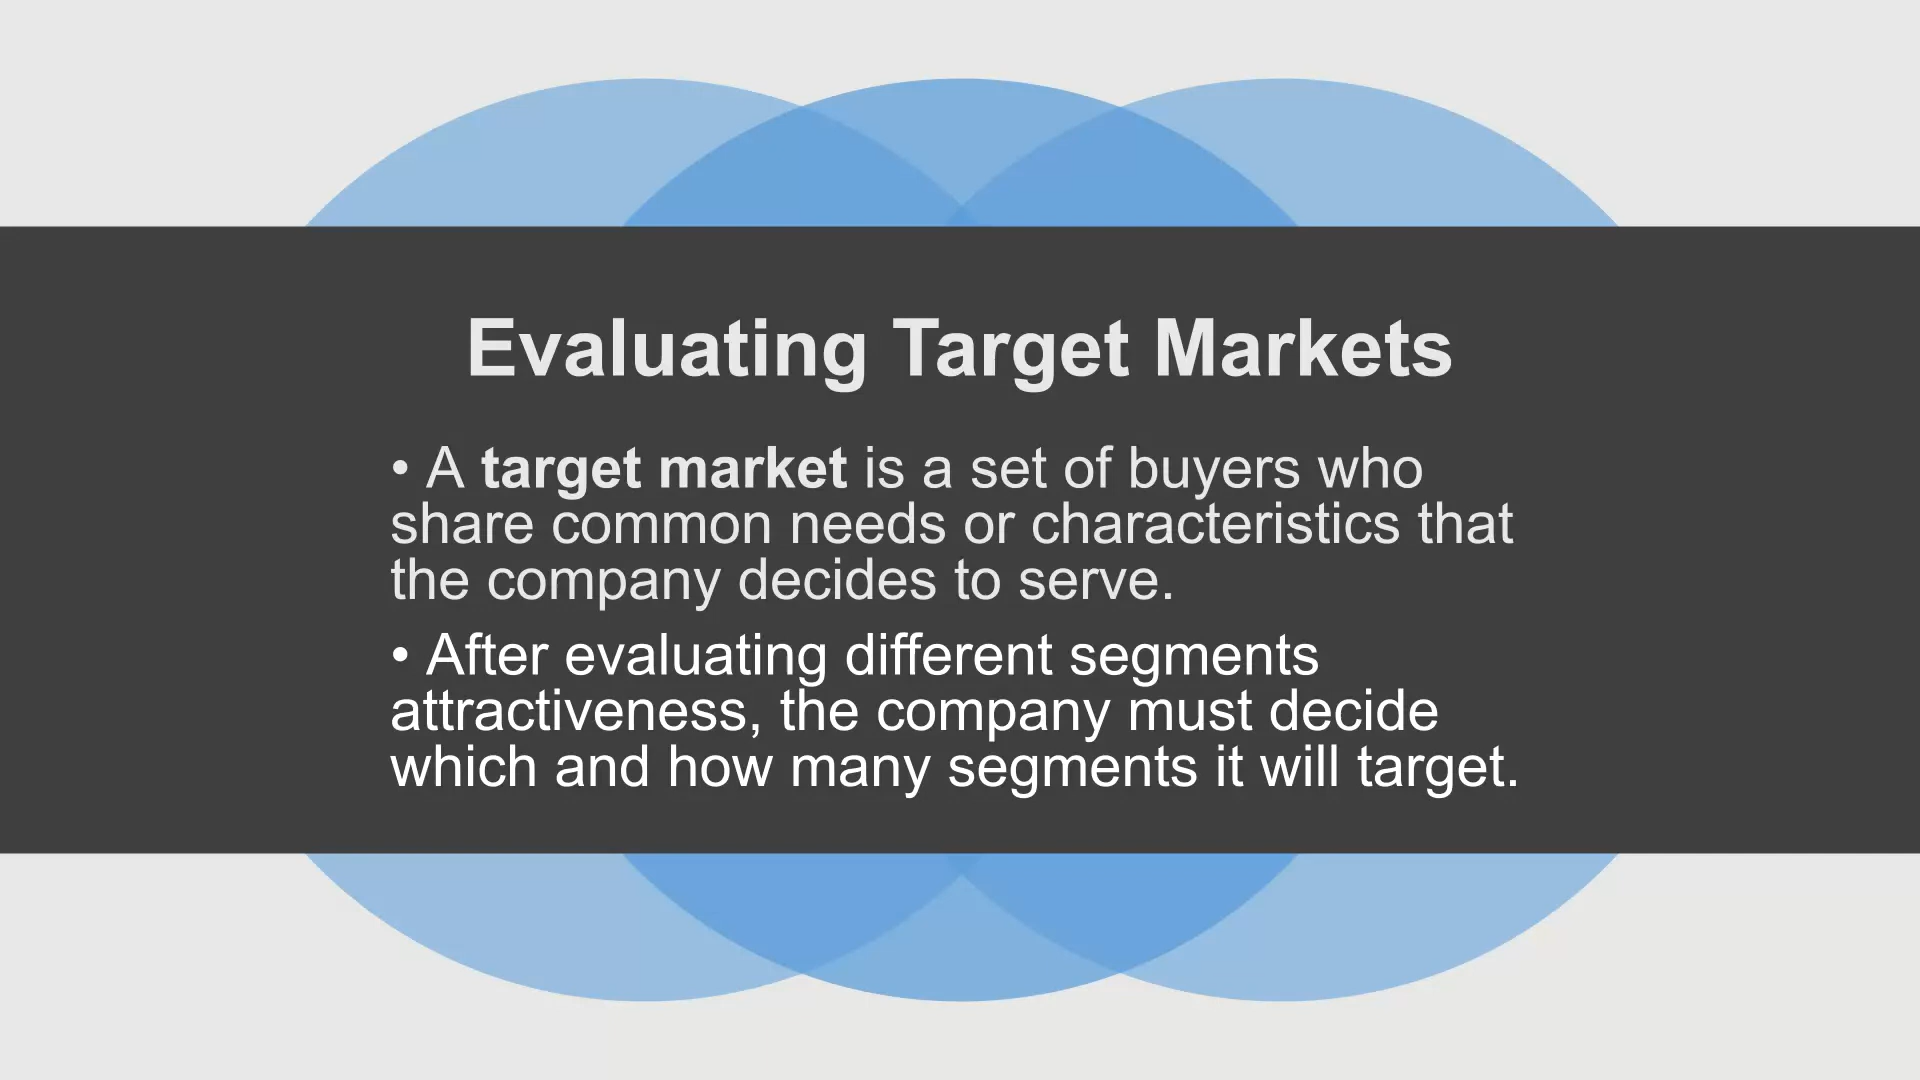 Evaluating Target Markets
• A target market is a set of buyers who
share common needs or characteristics that
the company decides to serve.
• After evaluating different segments
attractiveness, the company must decide
which and how many segments it will target.